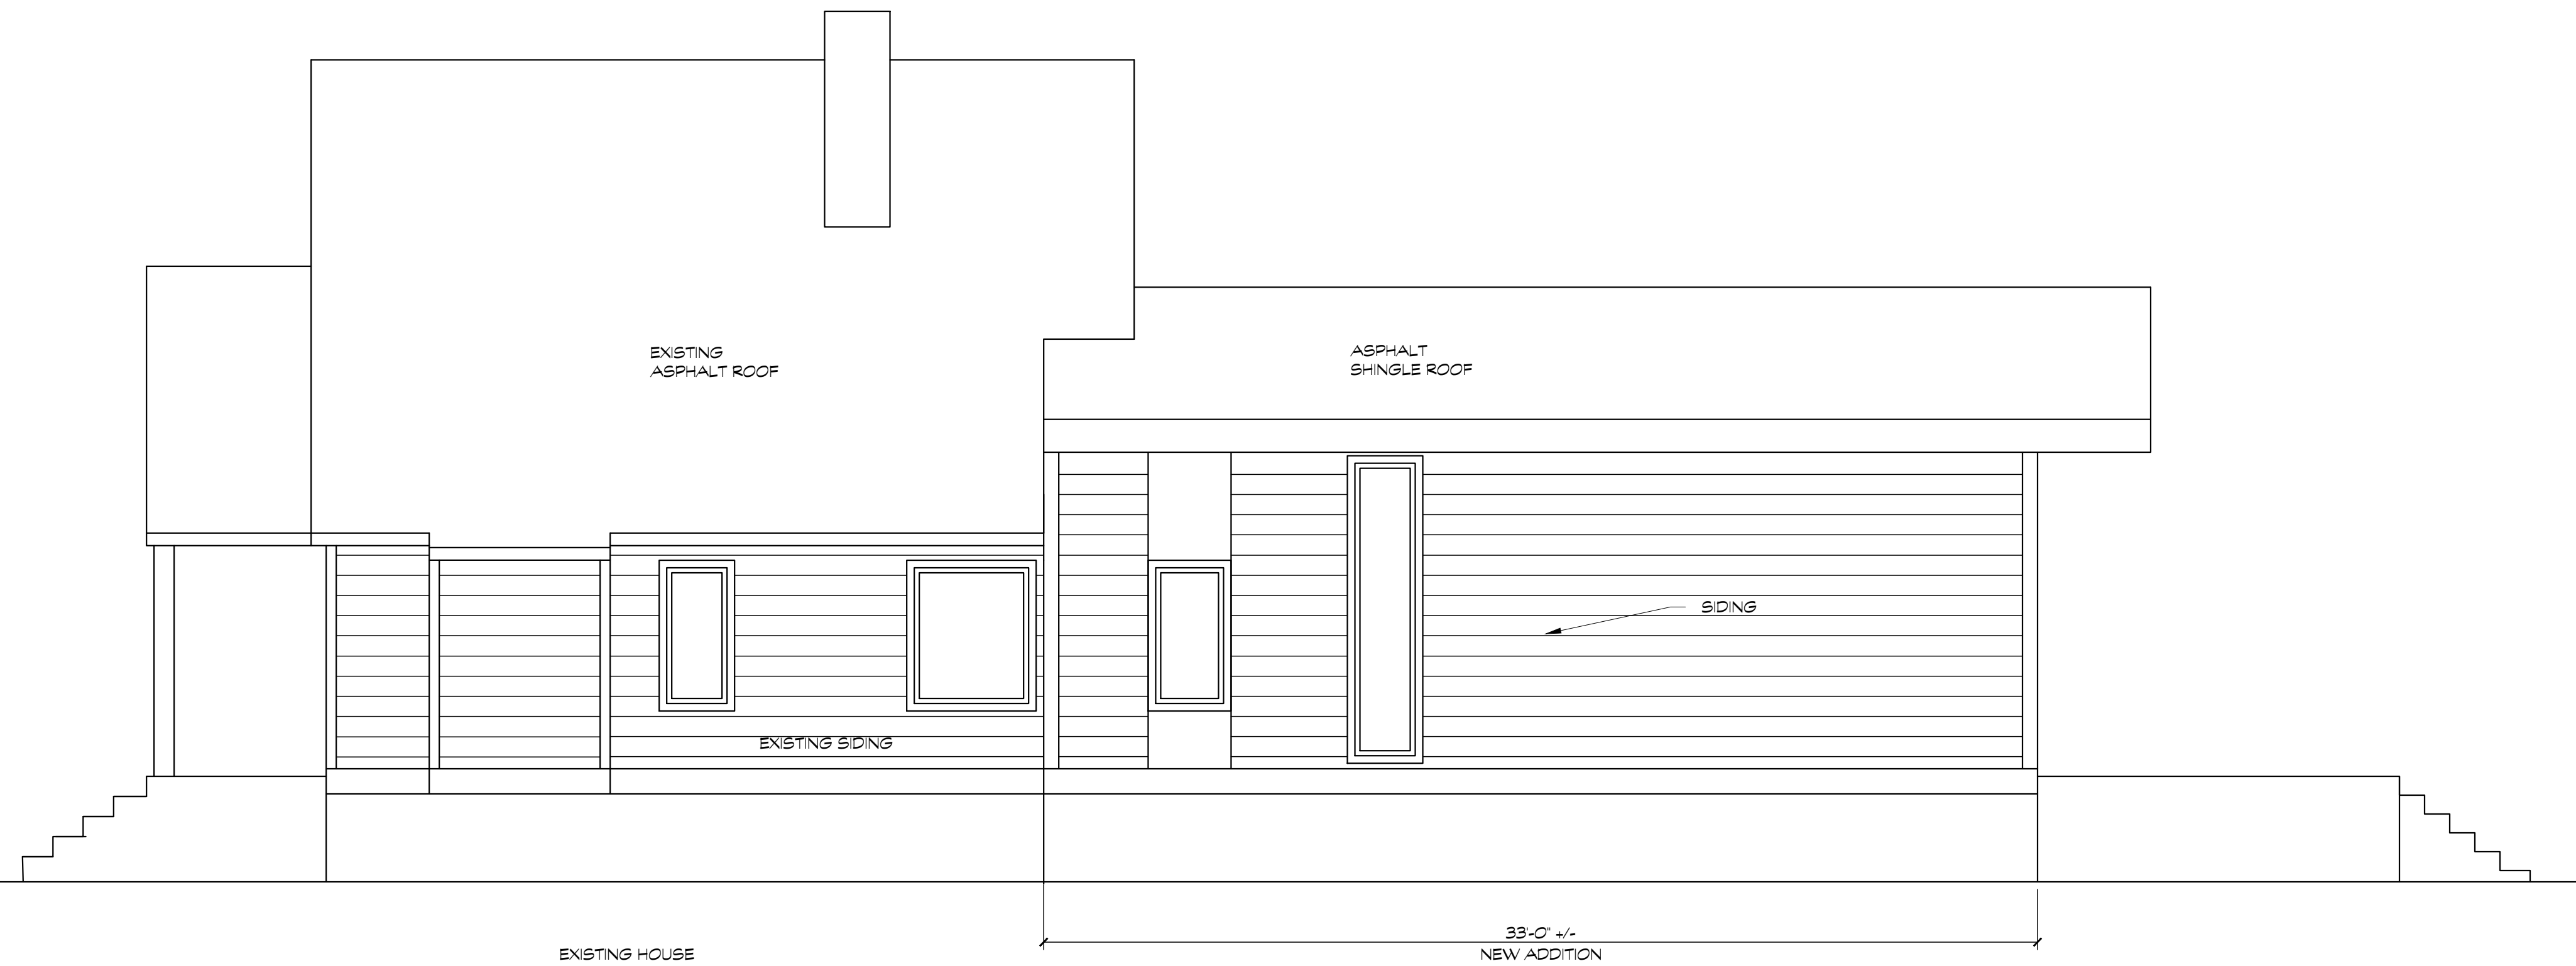 EXISTING
ASPHALT ROOF
ASPHALT
SHINGLE ROOF
SIDING
EXISTING SIDING
33'-0" +/-
NEW ADDITION
EXISTING HOUSE